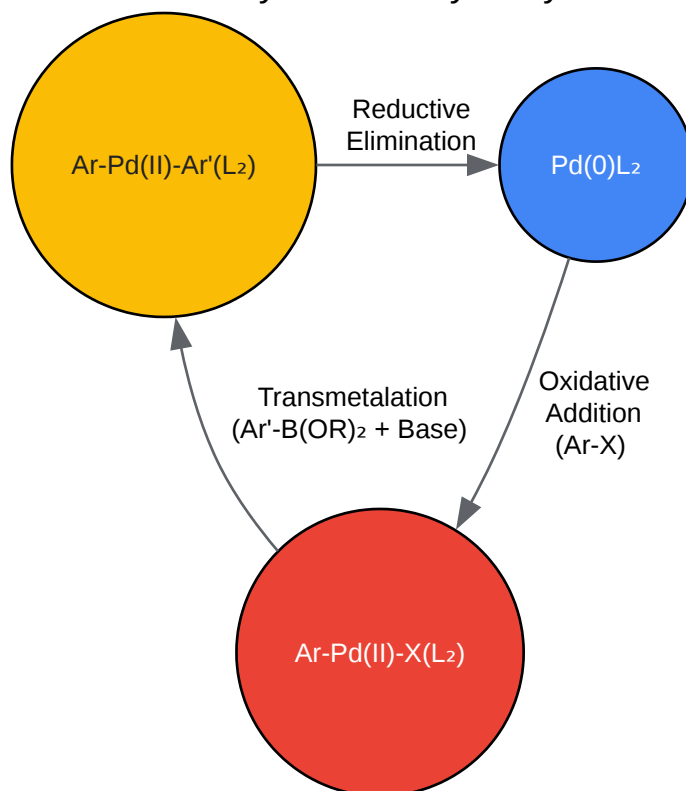 Reductive
Elimination
Ar-Pd(II)-Ar'(L₂)
Pd(0)L₂
Oxidative
Addition
(Ar-X)
Transmetalation
(Ar'-B(OR)₂ + Base)
Ar-Pd(II)-X(L₂)